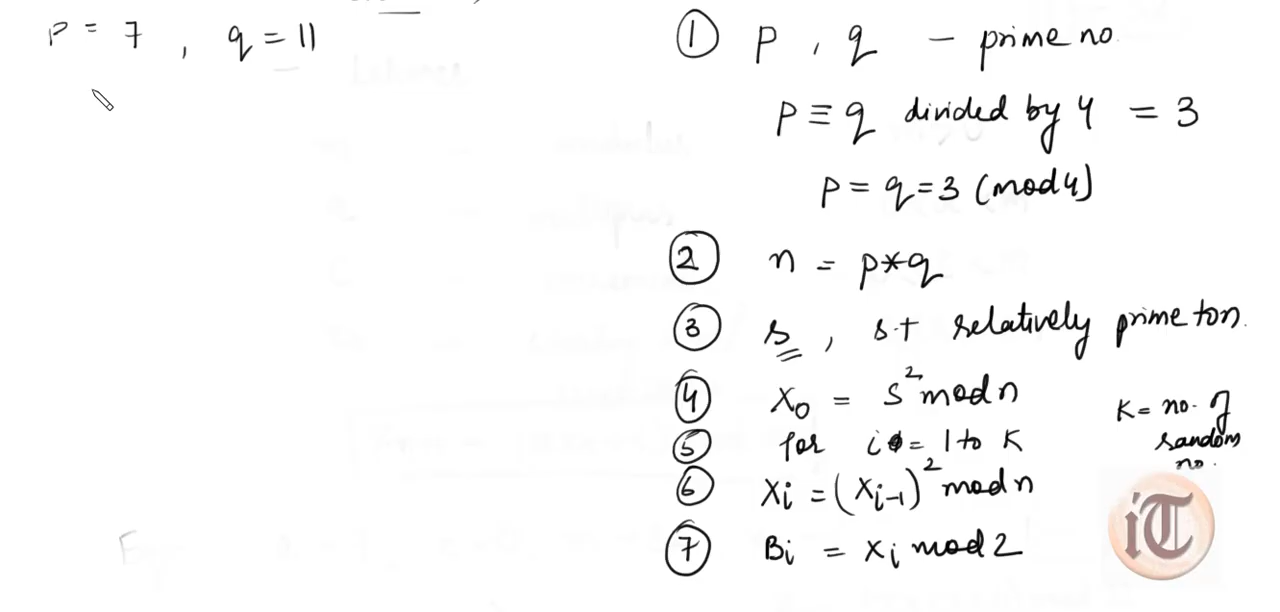 P = 7 , q = 11
① P , q – prime no.
P ≡ q divided by 4 = 3
P = q = 3 (mod 4)
② n = p*q
③ s , s.t relatively prime to n.
④ X₀ = S² mod n
⑤ for i = 1 to K
K = no. of
random
no.
⑥ Xi = (Xi-1)² mod n
⑦ Bi = Xi mod 2
iT